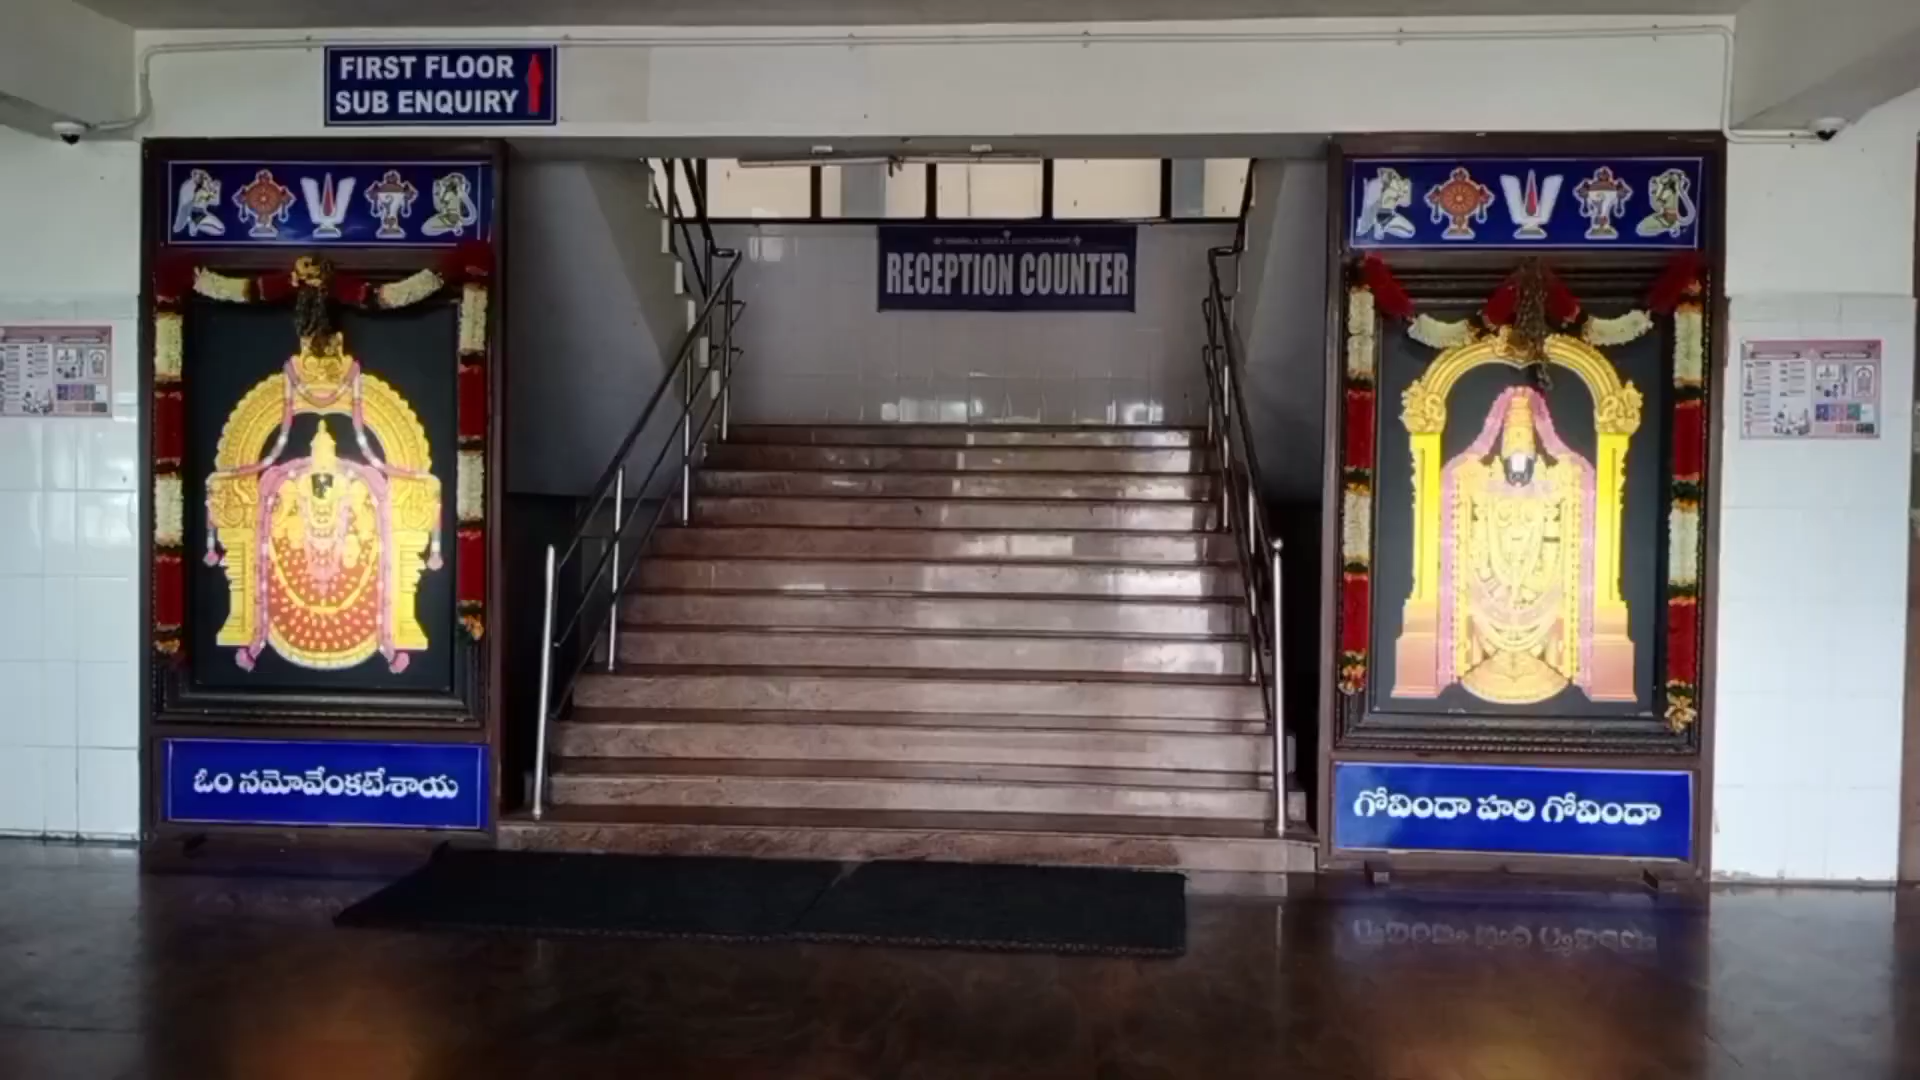 FIRST FLOOR
SUB ENQUIRY
RECEPTION COUNTER
ఓం నమోవేంకటేశాయ
గోవిందా హరి గోవిందా